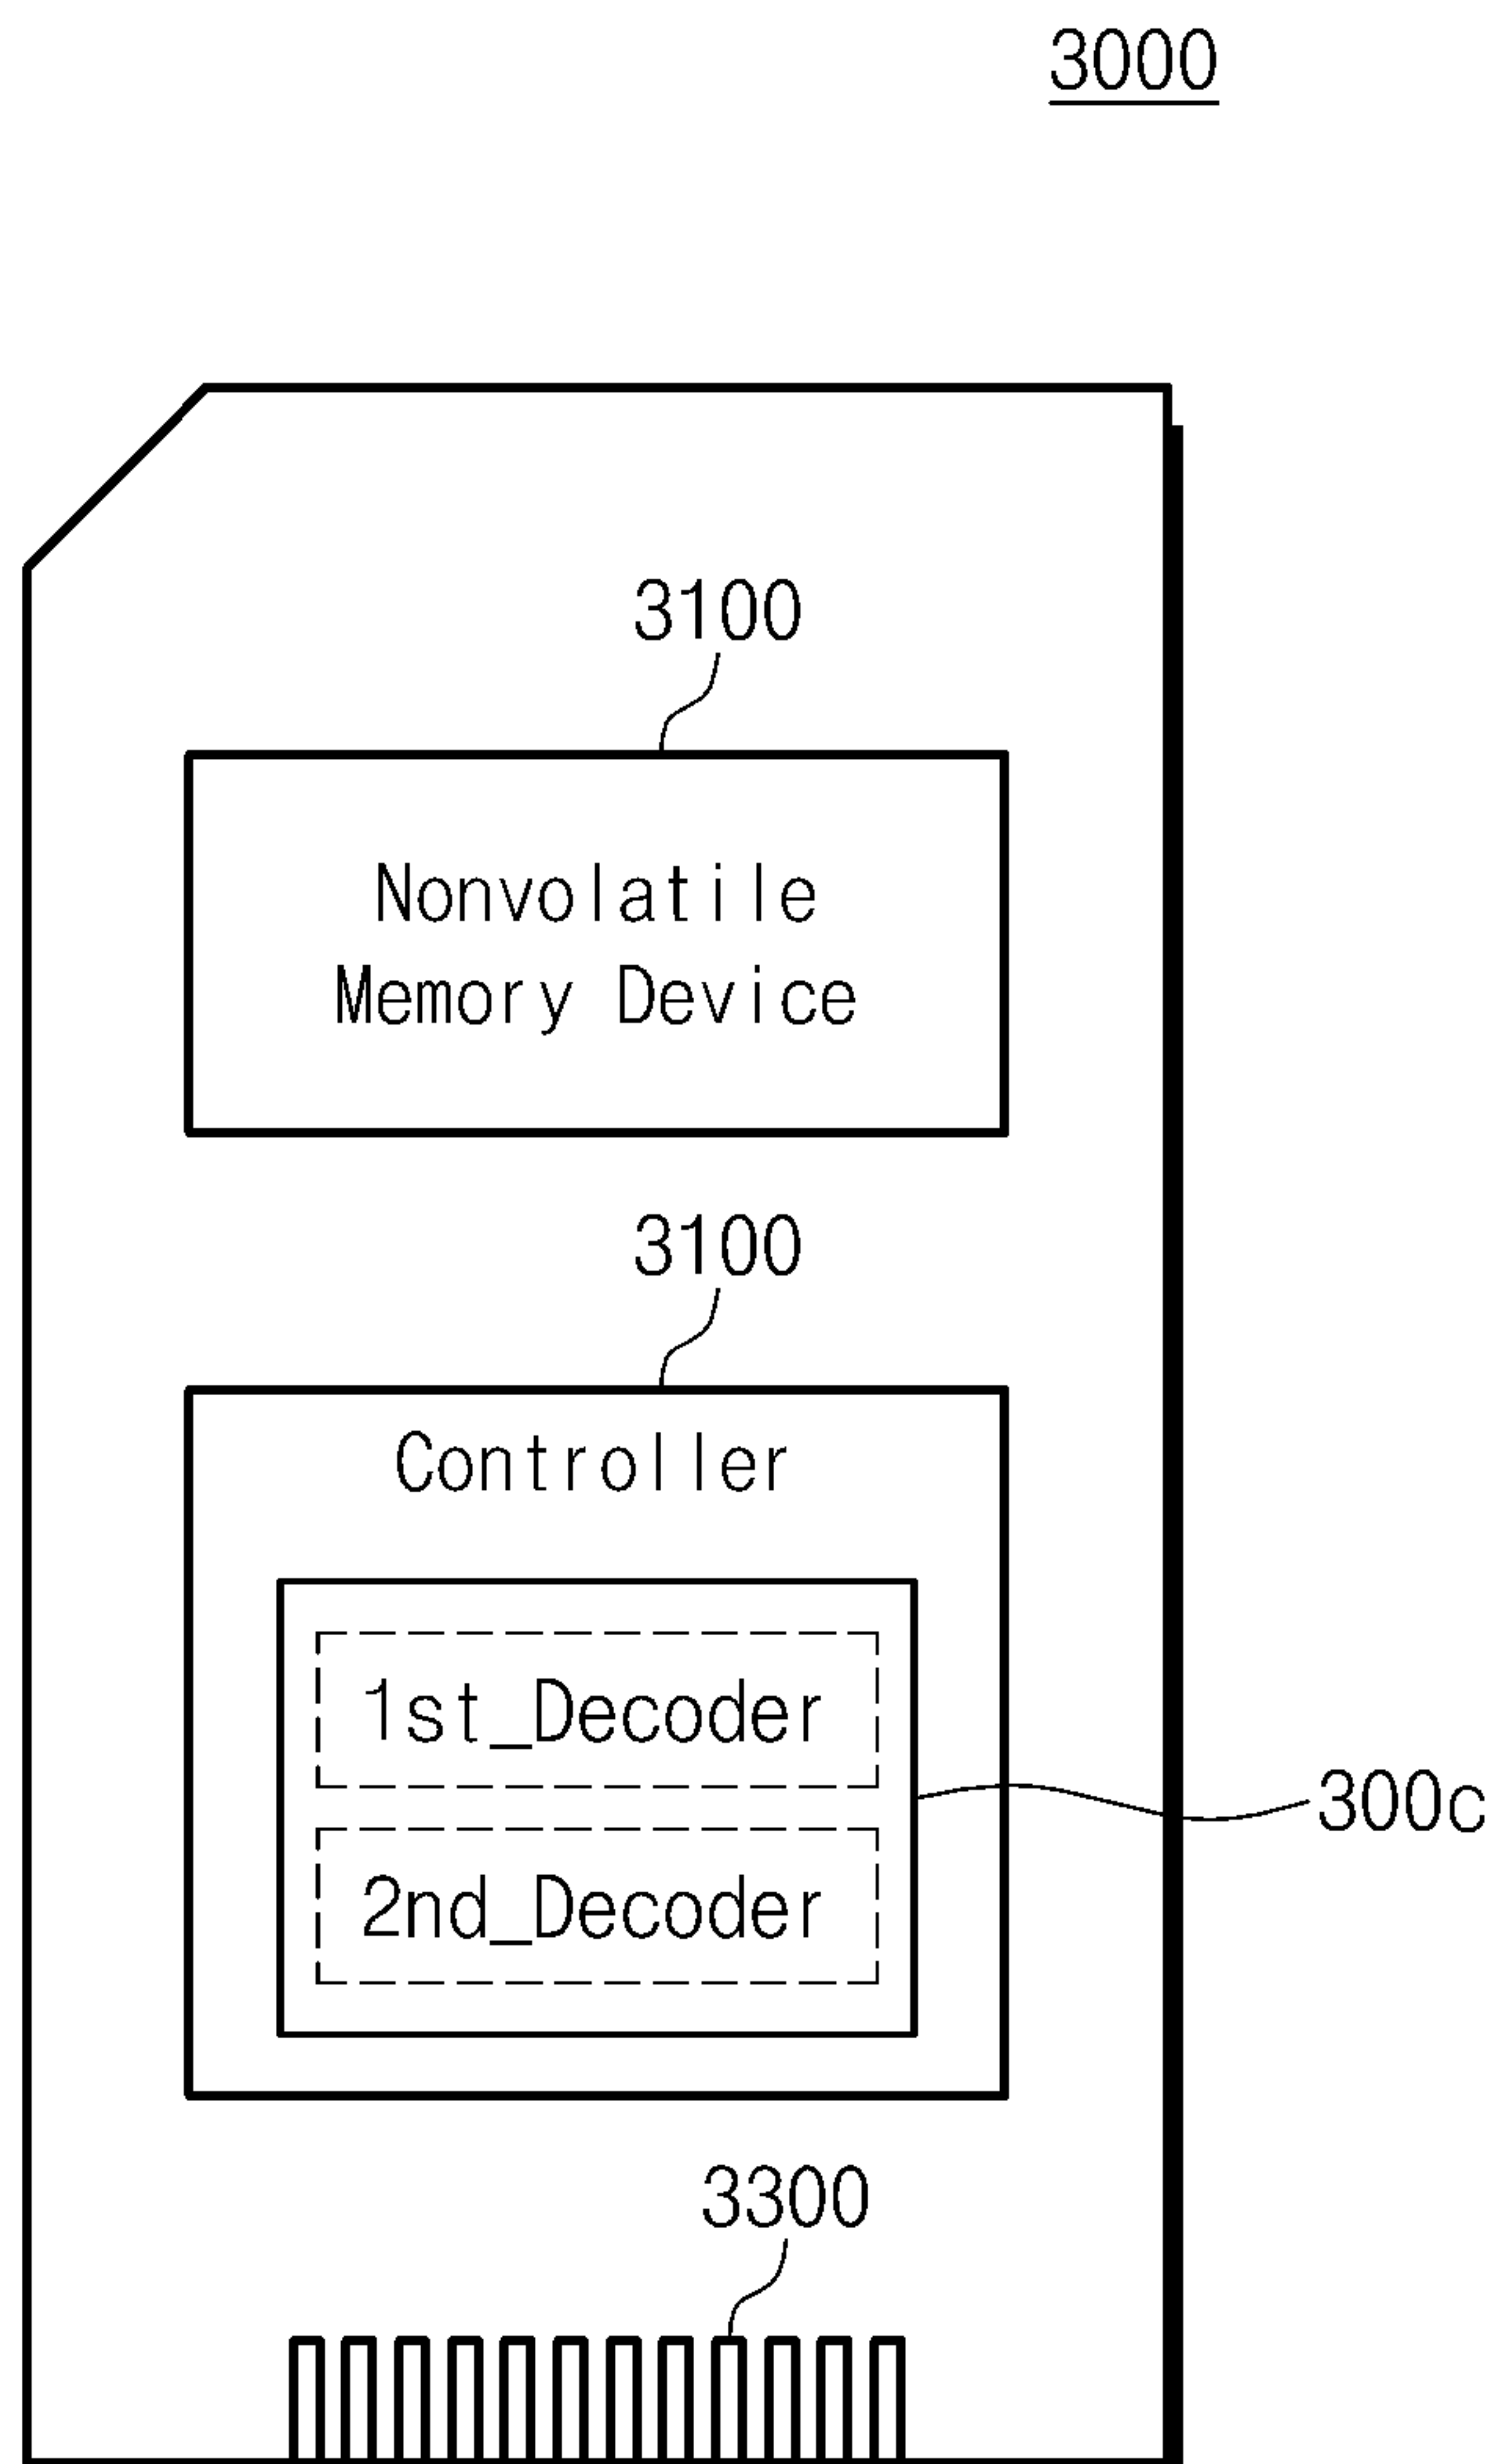 3000
3100
Nonvolatile
Memory Device
3100
Controller
1st_Decoder
300c
2nd_Decoder
3300